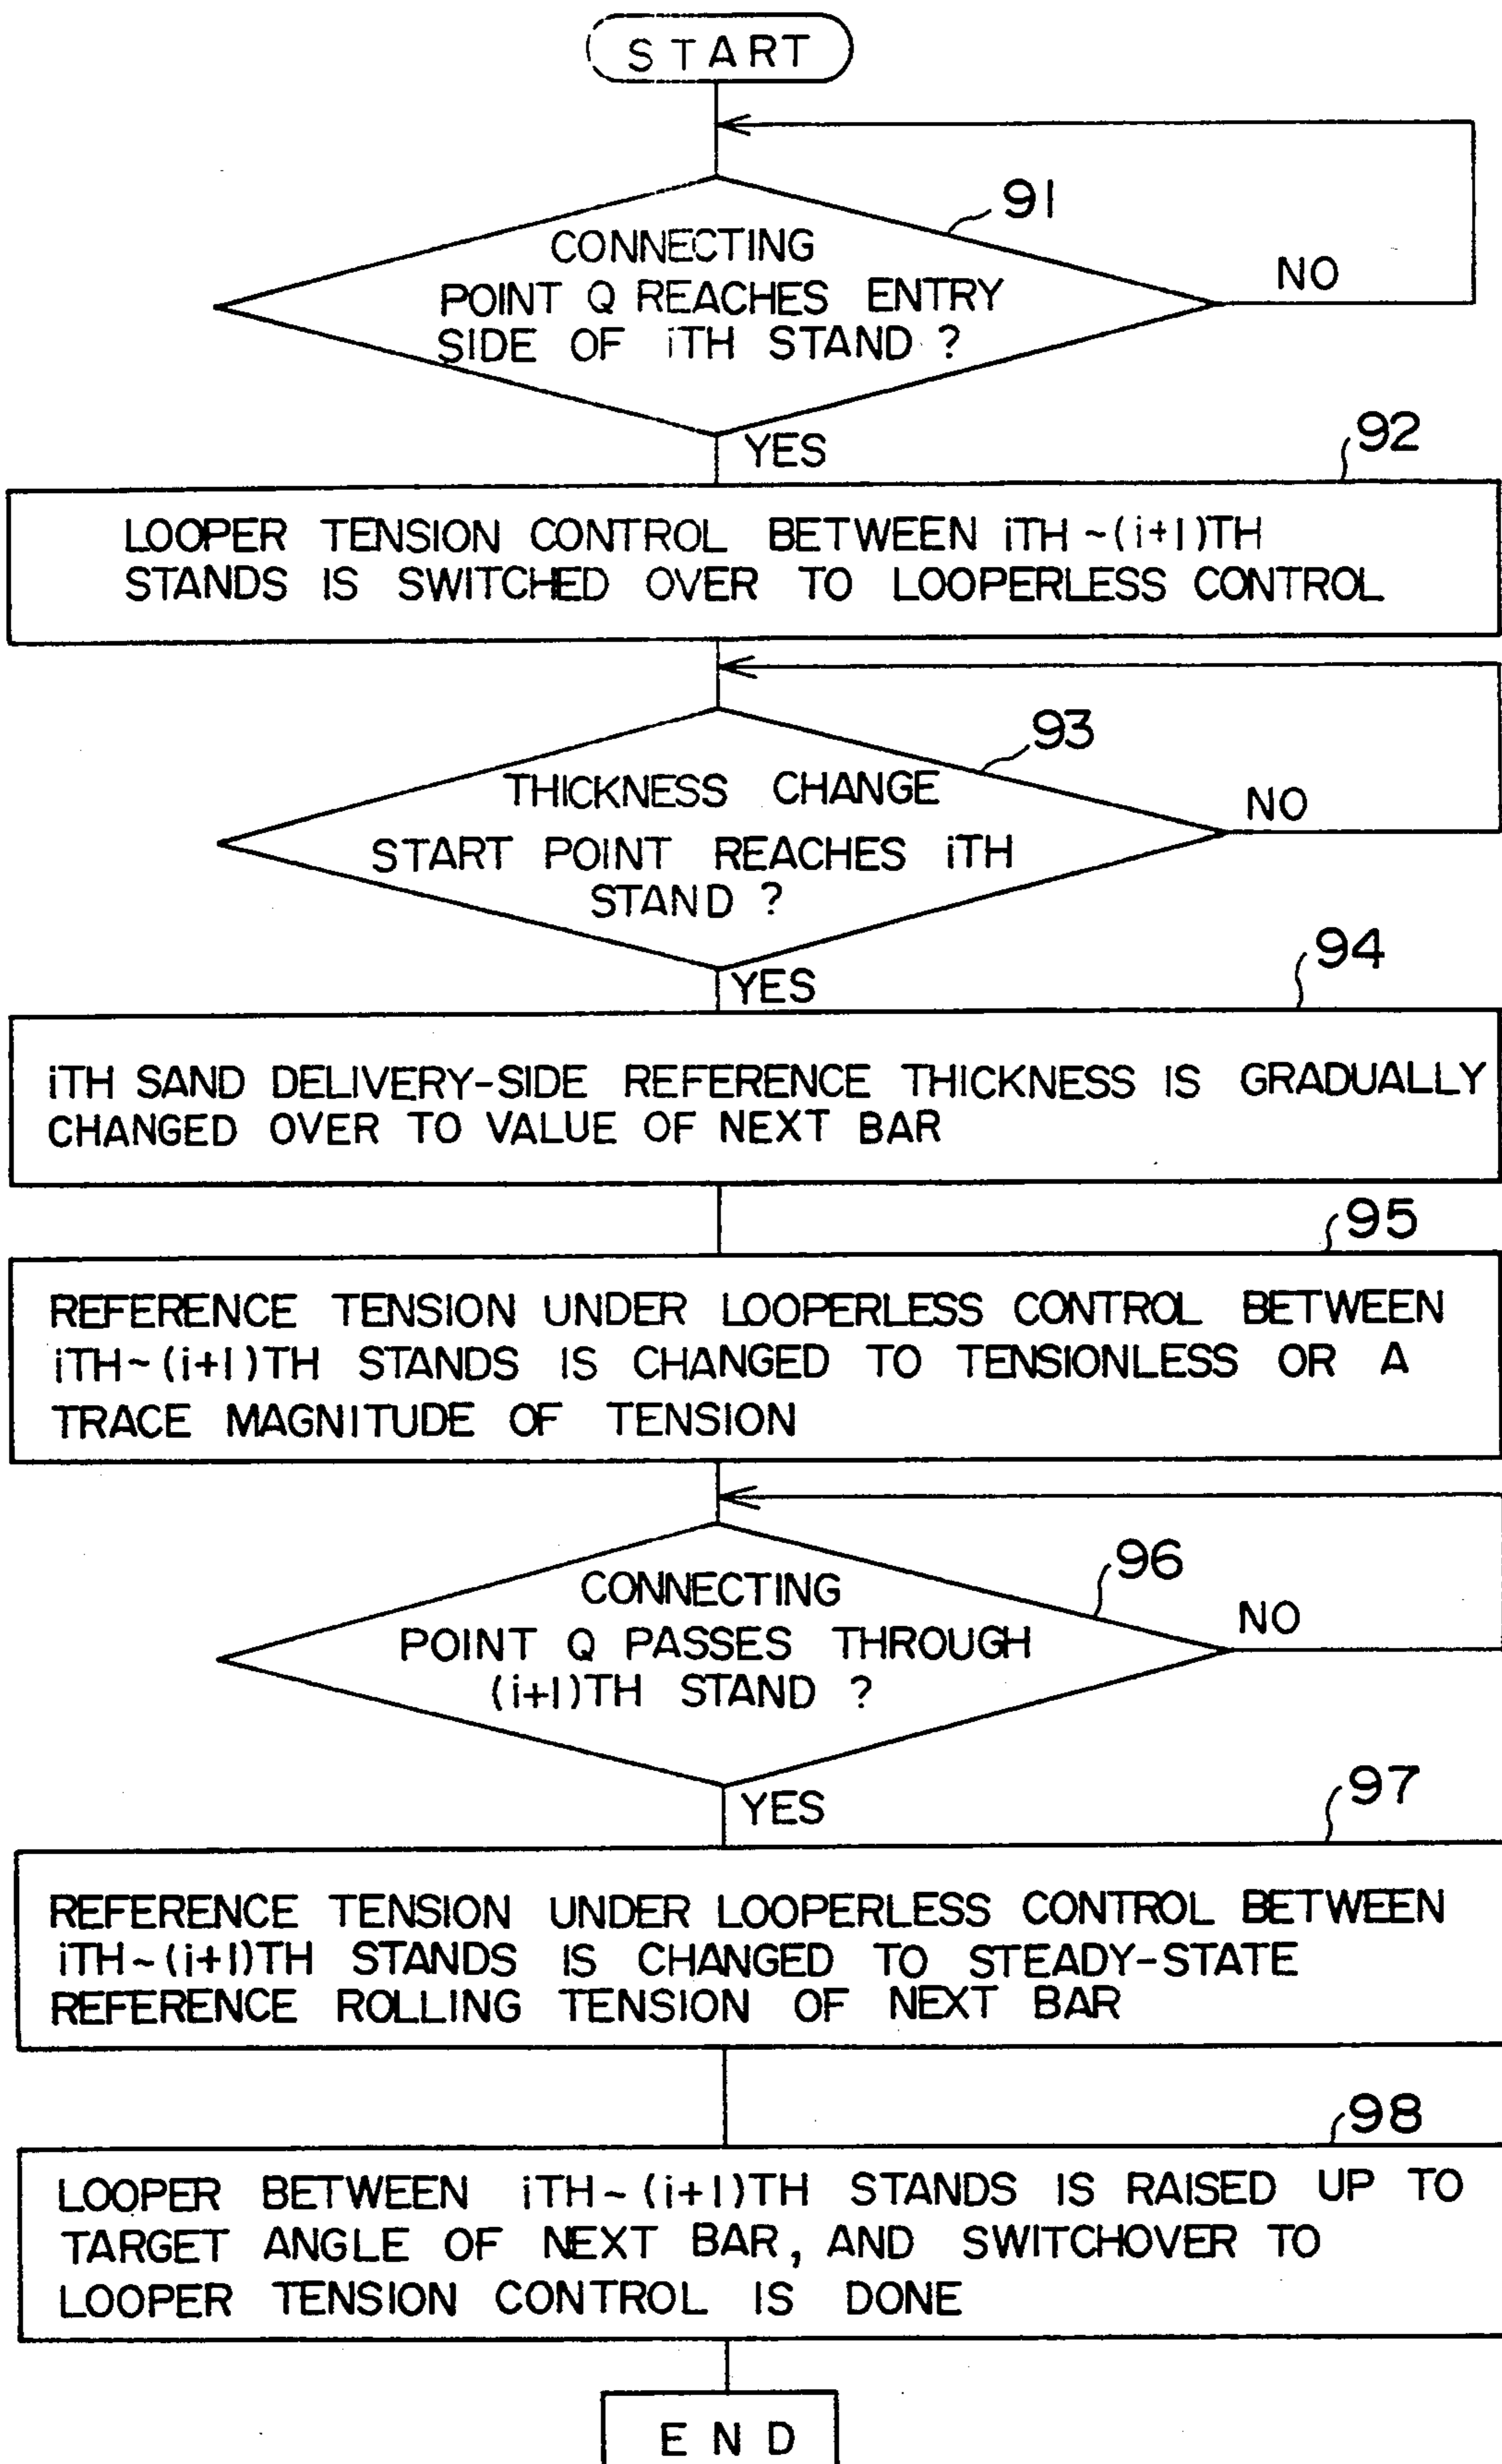 START
91
CONNECTING
POINT Q REACHES ENTRY
SIDE OF iTH STAND ?
NO
YES
92
LOOPER TENSION CONTROL BETWEEN iTH ~ (i+1)TH
STANDS IS SWITCHED OVER TO LOOPERLESS CONTROL
93
THICKNESS CHANGE
START POINT REACHES iTH
STAND ?
NO
YES
94
iTH SAND DELIVERY-SIDE REFERENCE THICKNESS IS GRADUALLY
CHANGED OVER TO VALUE OF NEXT BAR
95
REFERENCE TENSION UNDER LOOPERLESS CONTROL BETWEEN
iTH ~ (i+1)TH STANDS IS CHANGED TO TENSIONLESS OR A
TRACE MAGNITUDE OF TENSION
96
CONNECTING
POINT Q PASSES THROUGH
(i+1)TH STAND ?
NO
YES
97
REFERENCE TENSION UNDER LOOPERLESS CONTROL BETWEEN
iTH ~ (i+1)TH STANDS IS CHANGED TO STEADY-STATE
REFERENCE ROLLING TENSION OF NEXT BAR
98
LOOPER BETWEEN iTH ~ (i+1)TH STANDS IS RAISED UP TO
TARGET ANGLE OF NEXT BAR, AND SWITCHOVER TO
LOOPER TENSION CONTROL IS DONE
END